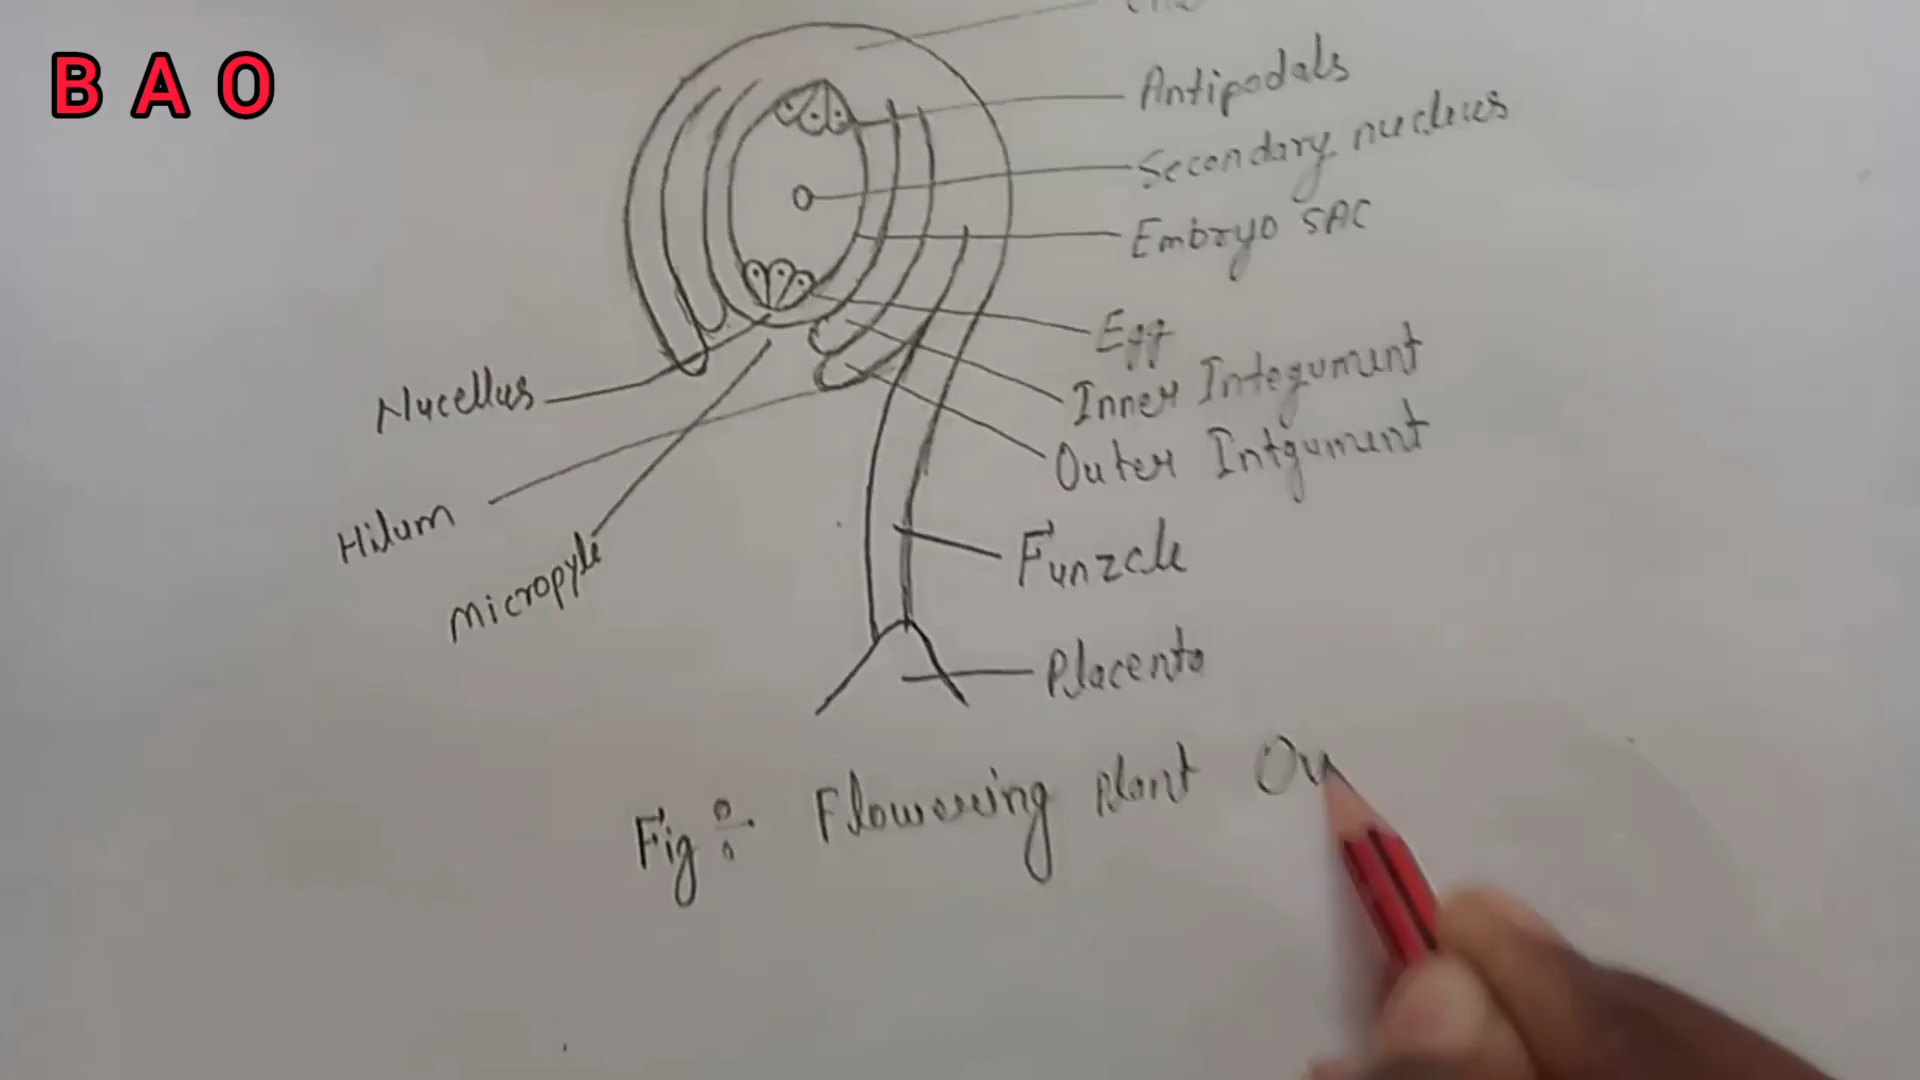 B A O
Antipodals
Secondary nucleus
Embryo SAC
Egg
Inner Integument
Outer Intgument
Nucellus
Hilum
Micropyle
Funzcle
Placenta
Fig:- Flowering plant Ov